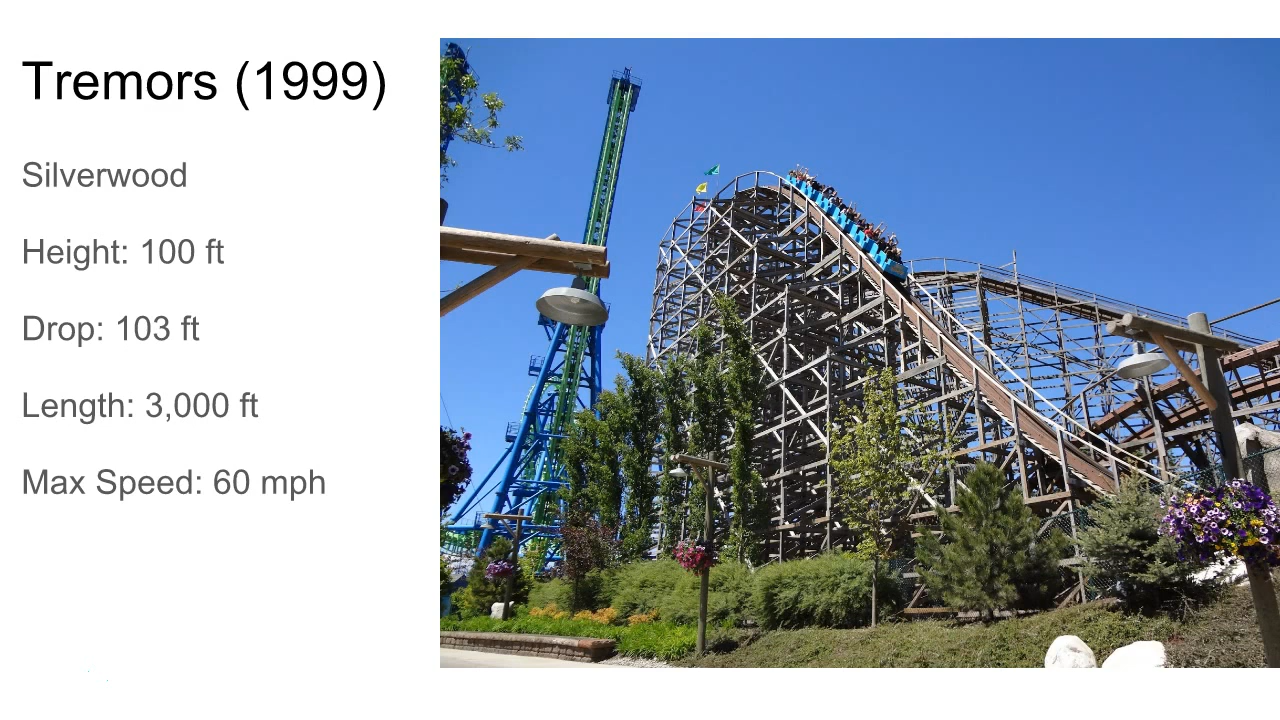 Tremors (1999)
Silverwood
Height: 100 ft
Drop: 103 ft
Length: 3,000 ft
Max Speed: 60 mph